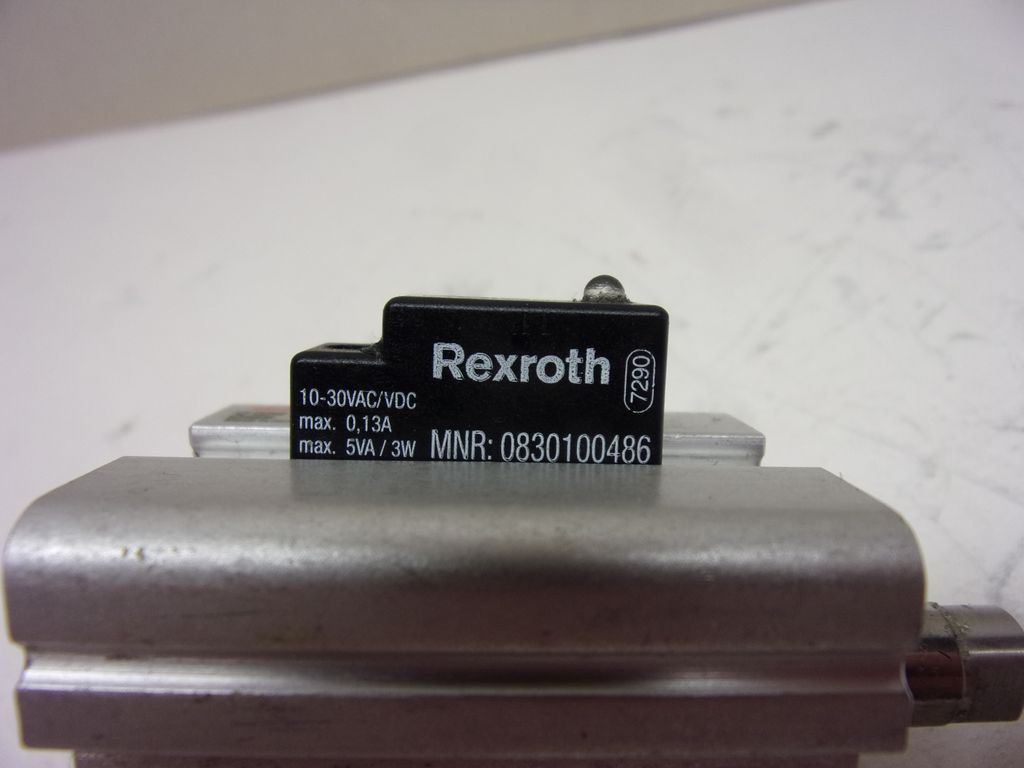 Rexroth
7290
10-30VAC/VDC
max. 0,13A
max. 5VA / 3W
MNR: 0830100486